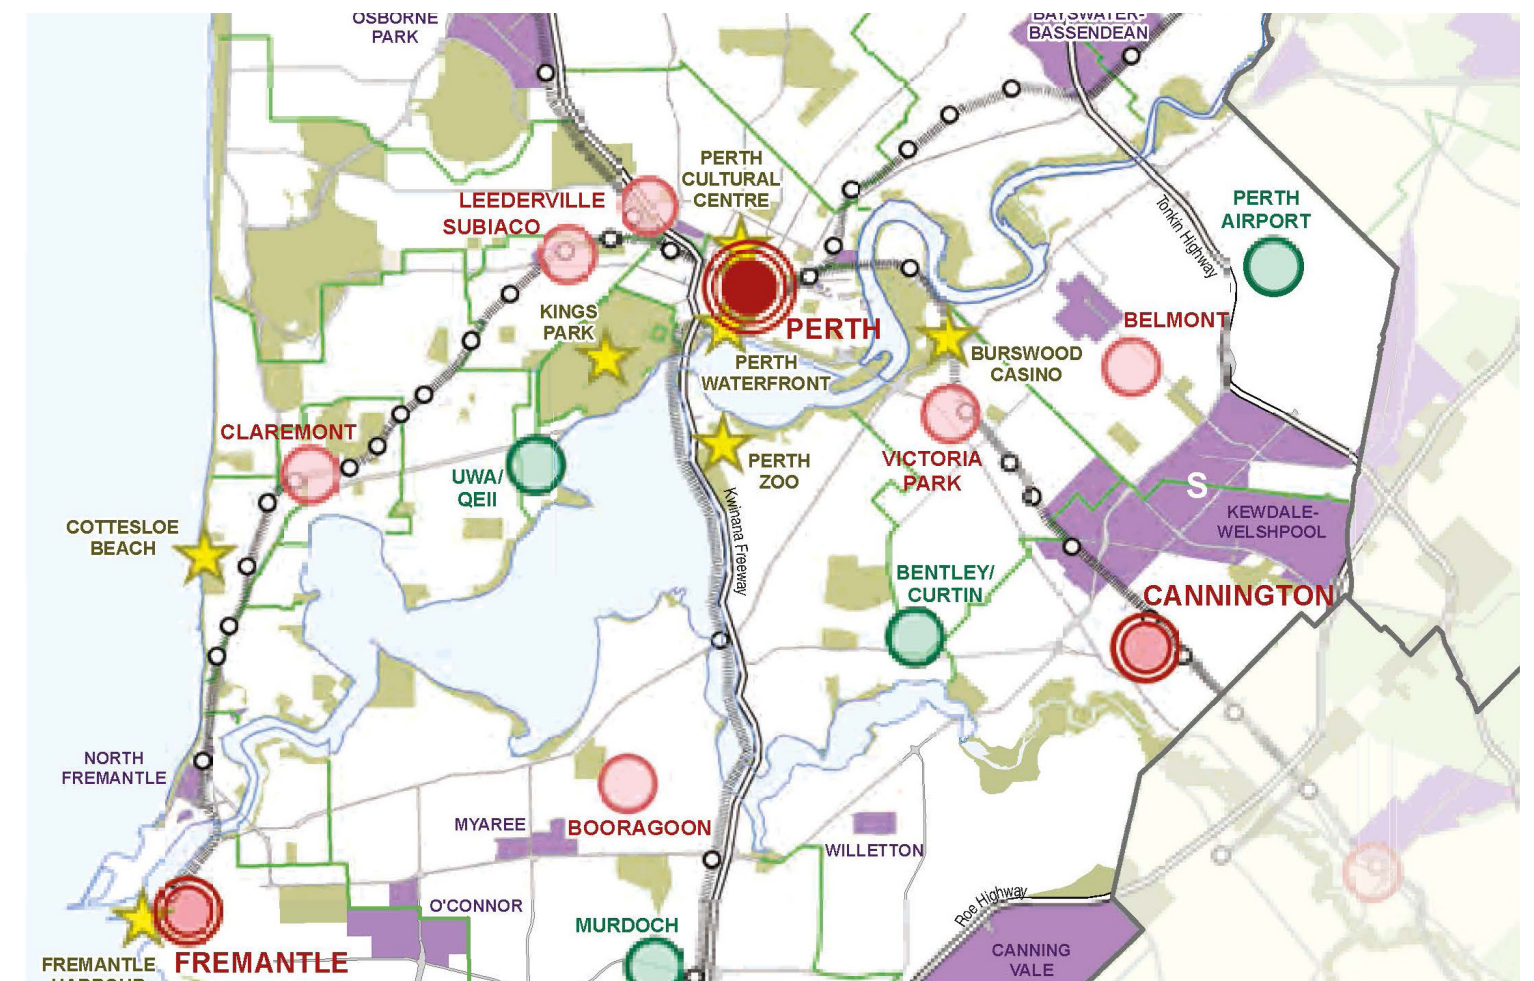 OSBORNE
PARK
BAYSWATER-
BASSENDEAN
PERTH
CULTURAL
CENTRE
LEEDERVILLE
SUBIACO
PERTH
AIRPORT
Tonkin Highway
KINGS
PARK
PERTH
BELMONT
PERTH
WATERFRONT
BURSWOOD
CASINO
CLAREMONT
UWA/
QEII
PERTH
ZOO
VICTORIA
PARK
S
KEWDALE-
WELSHPOOL
COTTESLOE
BEACH
Kwinana Freeway
BENTLEY/
CURTIN
CANNINGTON
NORTH
FREMANTLE
MYAREE
BOORAGOON
WILLETTON
O'CONNOR
Roe Highway
MURDOCH
CANNING
VALE
FREMANTLE
FREMANTLE
HARBOUR